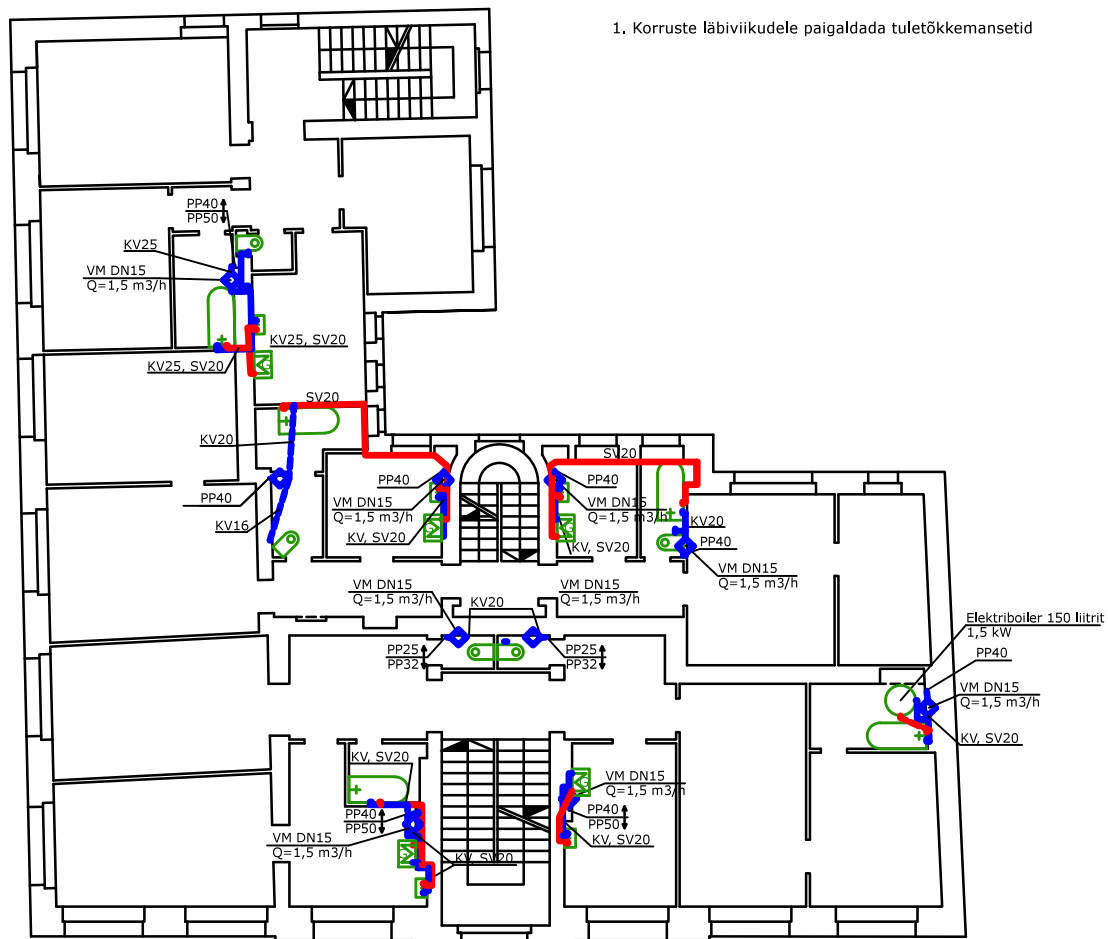 1. Korruste läbiviikudele paigaldada tuletõkkemansetid
PP40
PP50
KV25
VM DN15
Q=1,5 m3/h
KV25, SV20
KV25, SV20
SV20
KV20
PP40
KV16
PP40
VM DN15
Q=1,5 m3/h
KV, SV20
SV20
PP40
VM DN15
Q=1,5 m3/h
KV, SV20
KV20
PP40
VM DN15
Q=1,5 m3/h
VM DN15
Q=1,5 m3/h
KV20
VM DN15
Q=1,5 m3/h
PP25
PP32
PP25
PP32
Elektriboiler 150 liitrit
1,5 kW
PP40
VM DN15
Q=1,5 m3/h
KV, SV20
KV, SV20
PP40
PP50
VM DN15
Q=1,5 m3/h
KV, SV20
VM DN15
Q=1,5 m3/h
PP40
PP50
KV, SV20
G
G
G
G
G